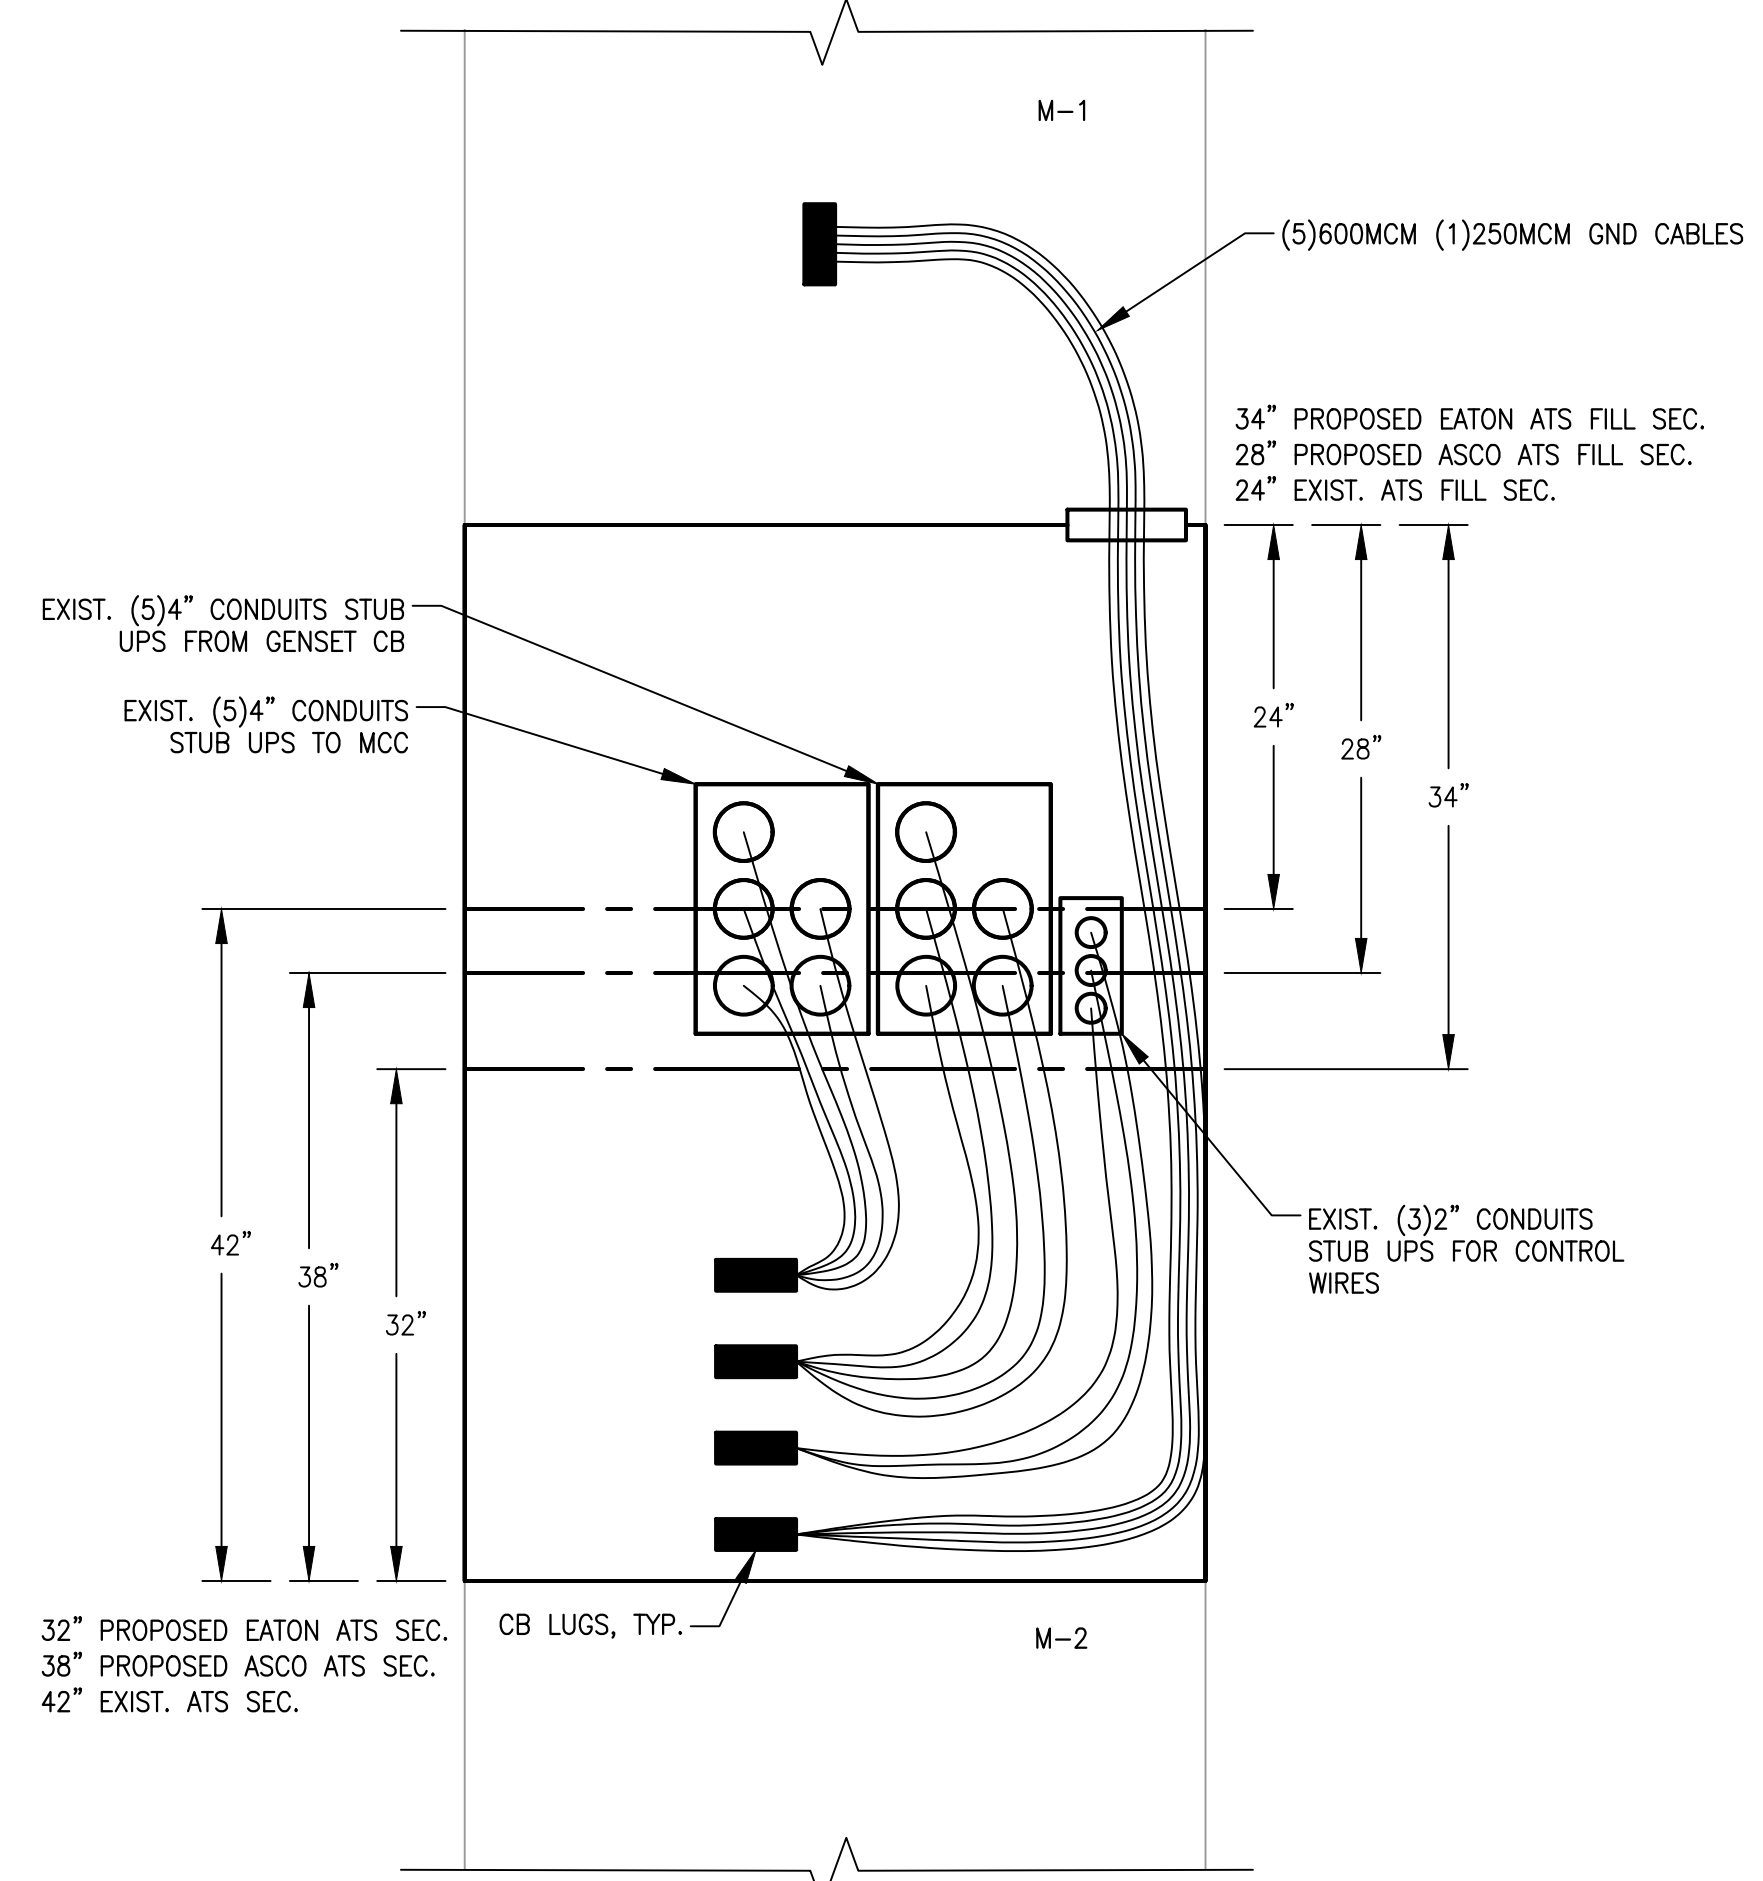 M-1
(5)600MCM (1)250MCM GND CABLES
34" PROPOSED EATON ATS FILL SEC.
28" PROPOSED ASCO ATS FILL SEC.
24" EXIST. ATS FILL SEC.
EXIST. (5)4" CONDUITS STUB
UPS FROM GENSET CB
EXIST. (5)4" CONDUITS
STUB UPS TO MCC
24"
28"
34"
42"
38"
32"
EXIST. (3)2" CONDUITS
STUB UPS FOR CONTROL
WIRES
32" PROPOSED EATON ATS SEC.
38" PROPOSED ASCO ATS SEC.
42" EXIST. ATS SEC.
CB LUGS, TYP.
M-2